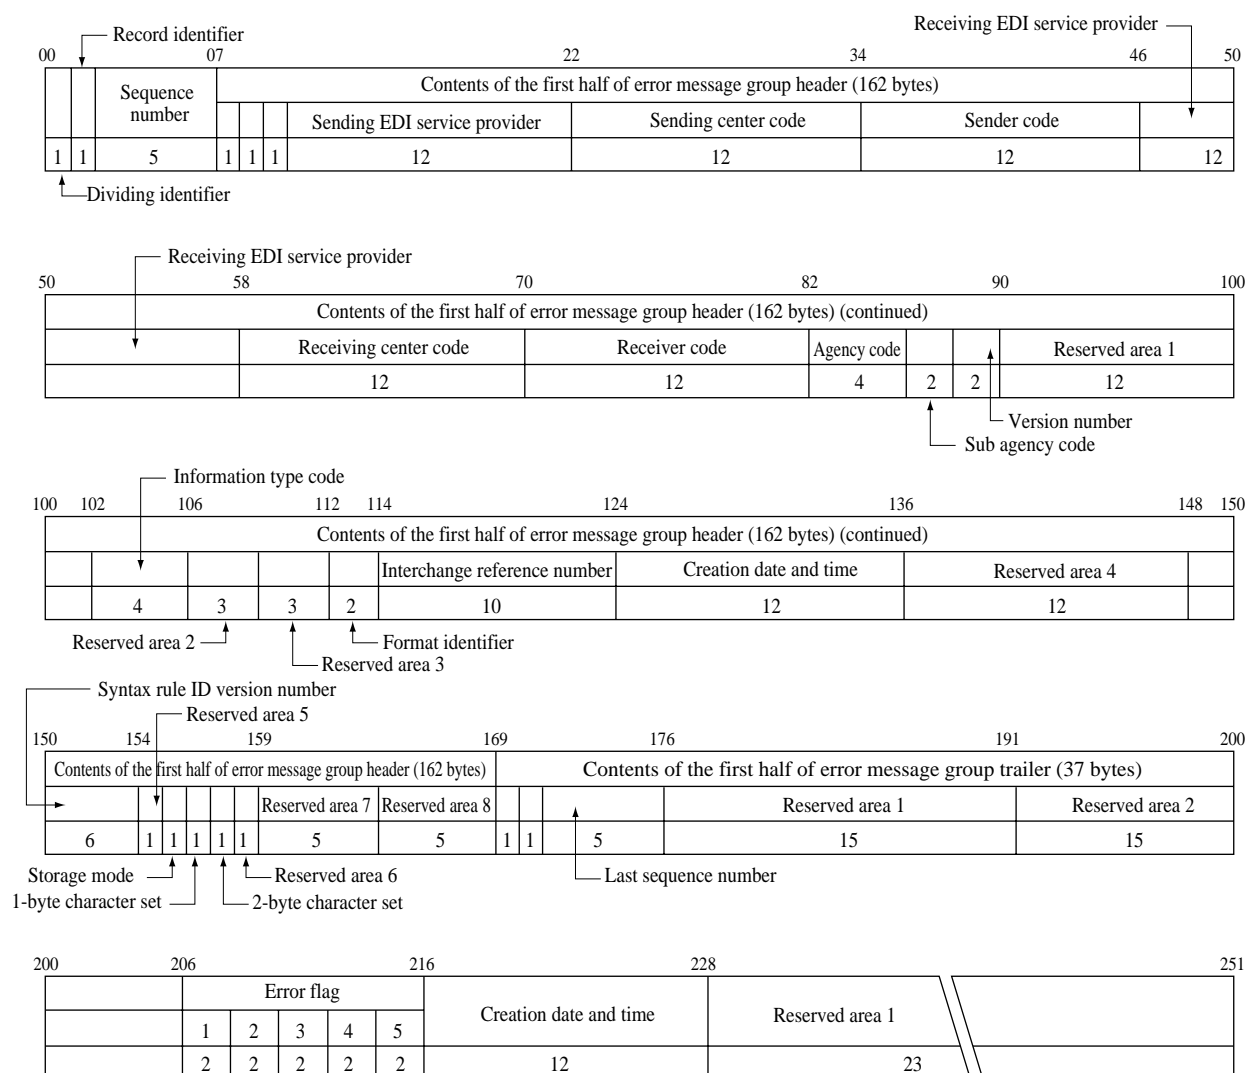 Receiving EDI service provider
Record identifier
00 07 22 34 46 50
Contents of the first half of error message group header (162 bytes)
Sequence number
Sending EDI service provider Sending center code Sender code
1 1 5 1 1 1 12 12 12 12
Dividing identifier
Receiving EDI service provider
50 58 70 82 90 100
Contents of the first half of error message group header (162 bytes) (continued)
Receiving center code Receiver code Agency code Reserved area 1
12 12 4 2 2 12
Version number
Sub agency code
Information type code
100 102 106 112 114 124 136 148 150
Contents of the first half of error message group header (162 bytes) (continued)
Interchange reference number Creation date and time Reserved area 4
4 3 3 2 10 12 12
Reserved area 2 Format identifier
Reserved area 3
Syntax rule ID version number
Reserved area 5
150 154 159 169 176 191 200
Contents of the first half of error message group header (162 bytes) Contents of the first half of error message group trailer (37 bytes)
Reserved area 7 Reserved area 8 Reserved area 1 Reserved area 2
6 1 1 1 1 1 5 5 1 1 5 15 15
Storage mode Reserved area 6 Last sequence number
1-byte character set 2-byte character set
200 206 216 228 251
Error flag
Creation date and time Reserved area 1
1 2 3 4 5
2 2 2 2 2 12 23